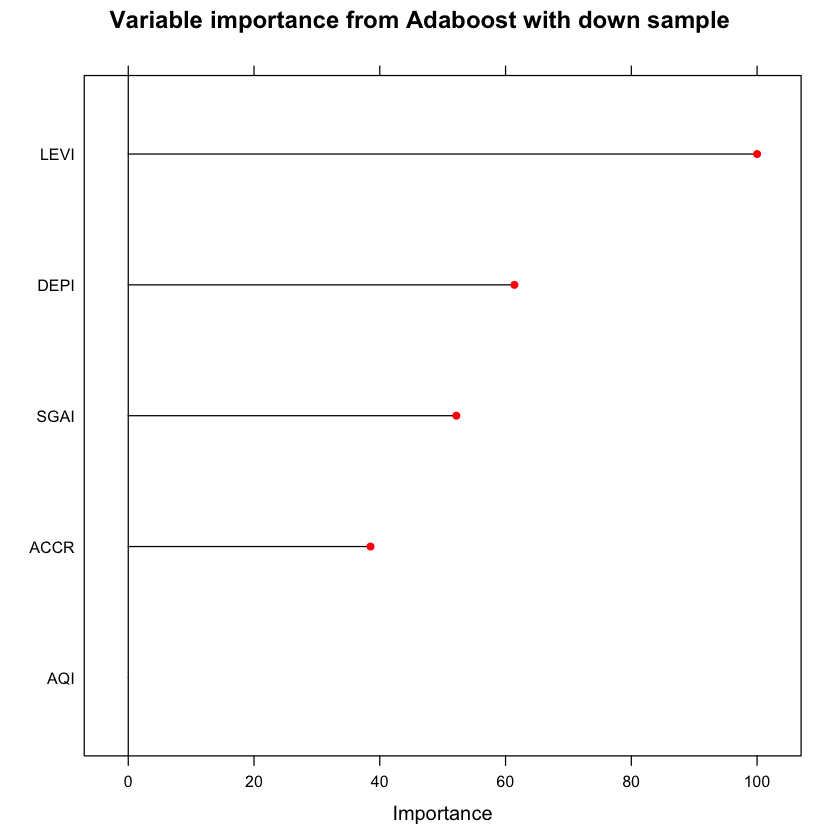 Variable importance from Adaboost with down sample
LEVI
DEPI
SGAI
ACCR
AQI
0 20 40 60 80 100
Importance